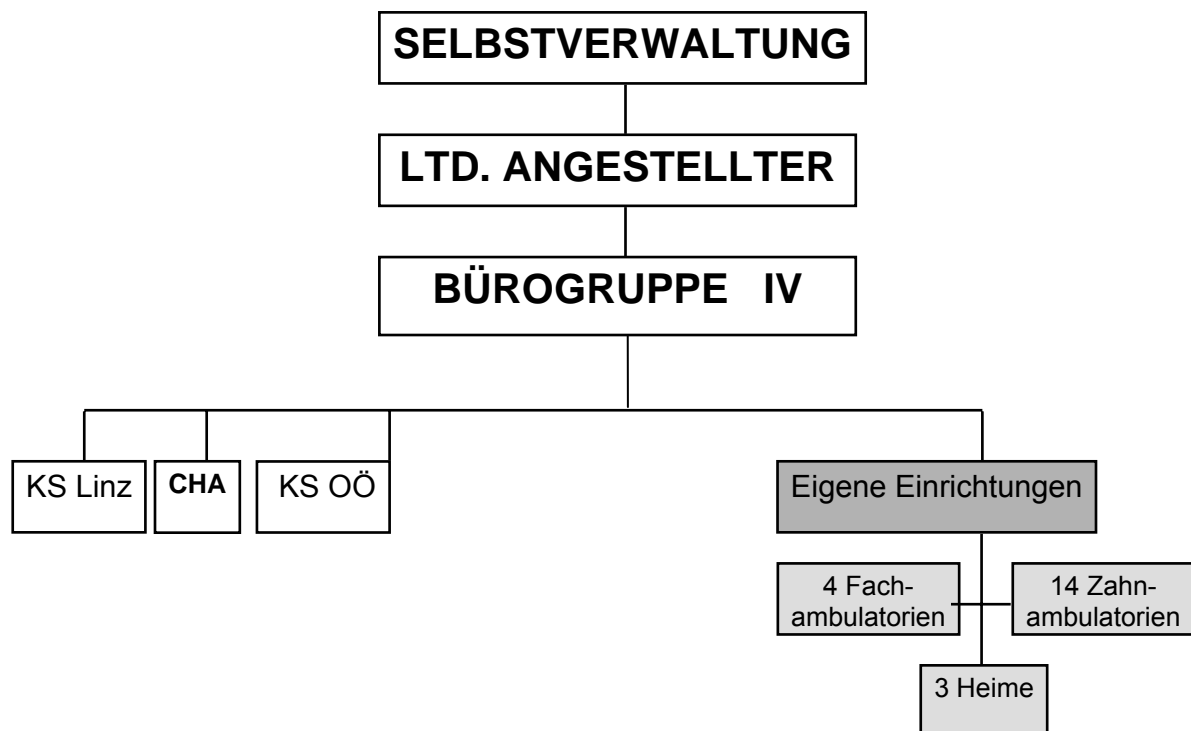 SELBSTVERWALTUNG
LTD. ANGESTELLTER
BÜROGRUPPE IV
KS Linz
CHA
KS OÖ
Eigene Einrichtungen
4 Fach-
ambulatorien
14 Zahn-
ambulatorien
3 Heime